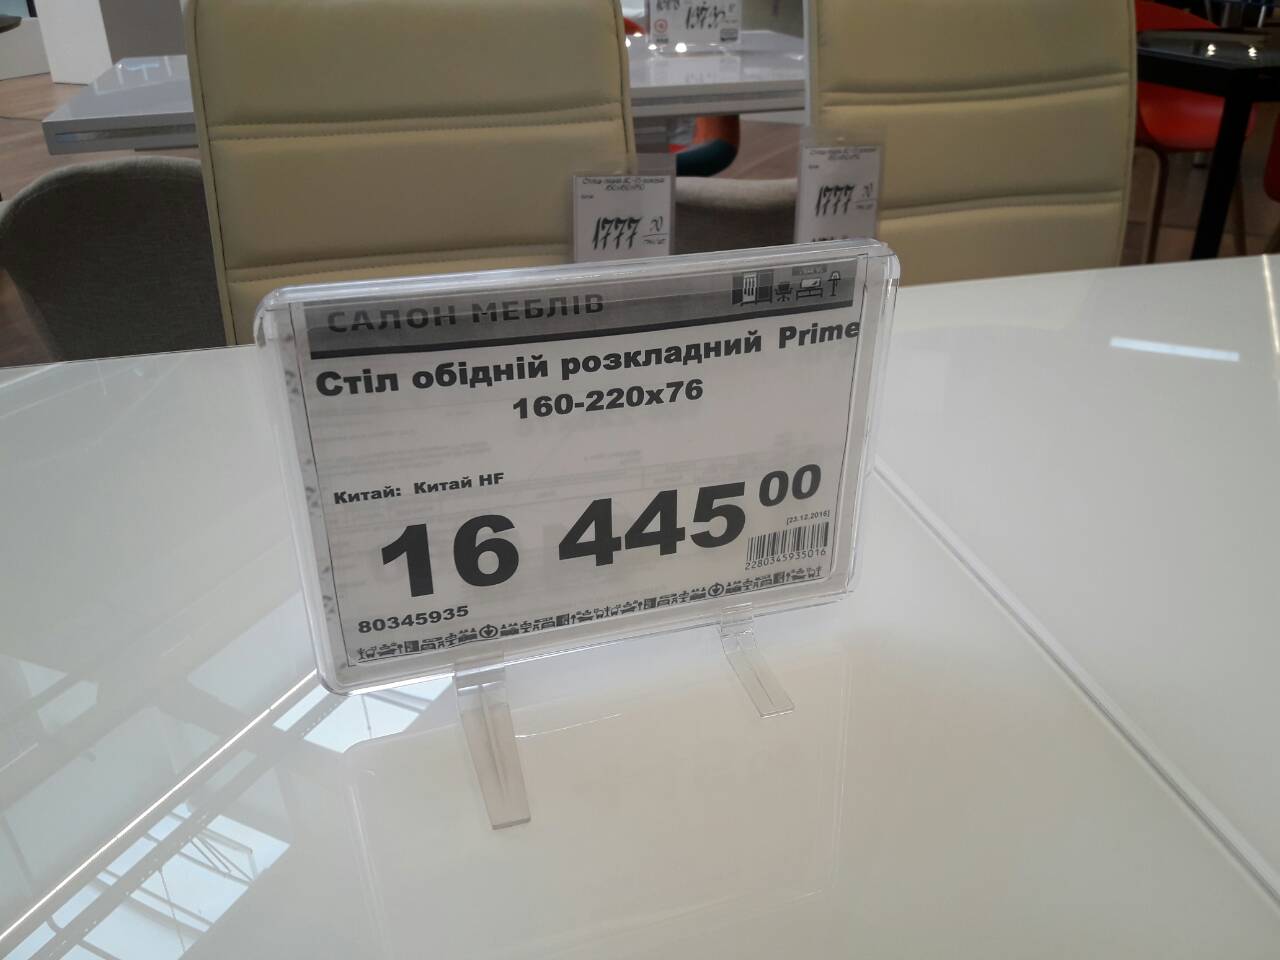 1777
1777
САЛОН МЕБЛІВ
Стіл обідній розкладний Prime
160-220x76
Китай: Китай HF
16 445 00
[23.12.2016]
2280345935016
80345935